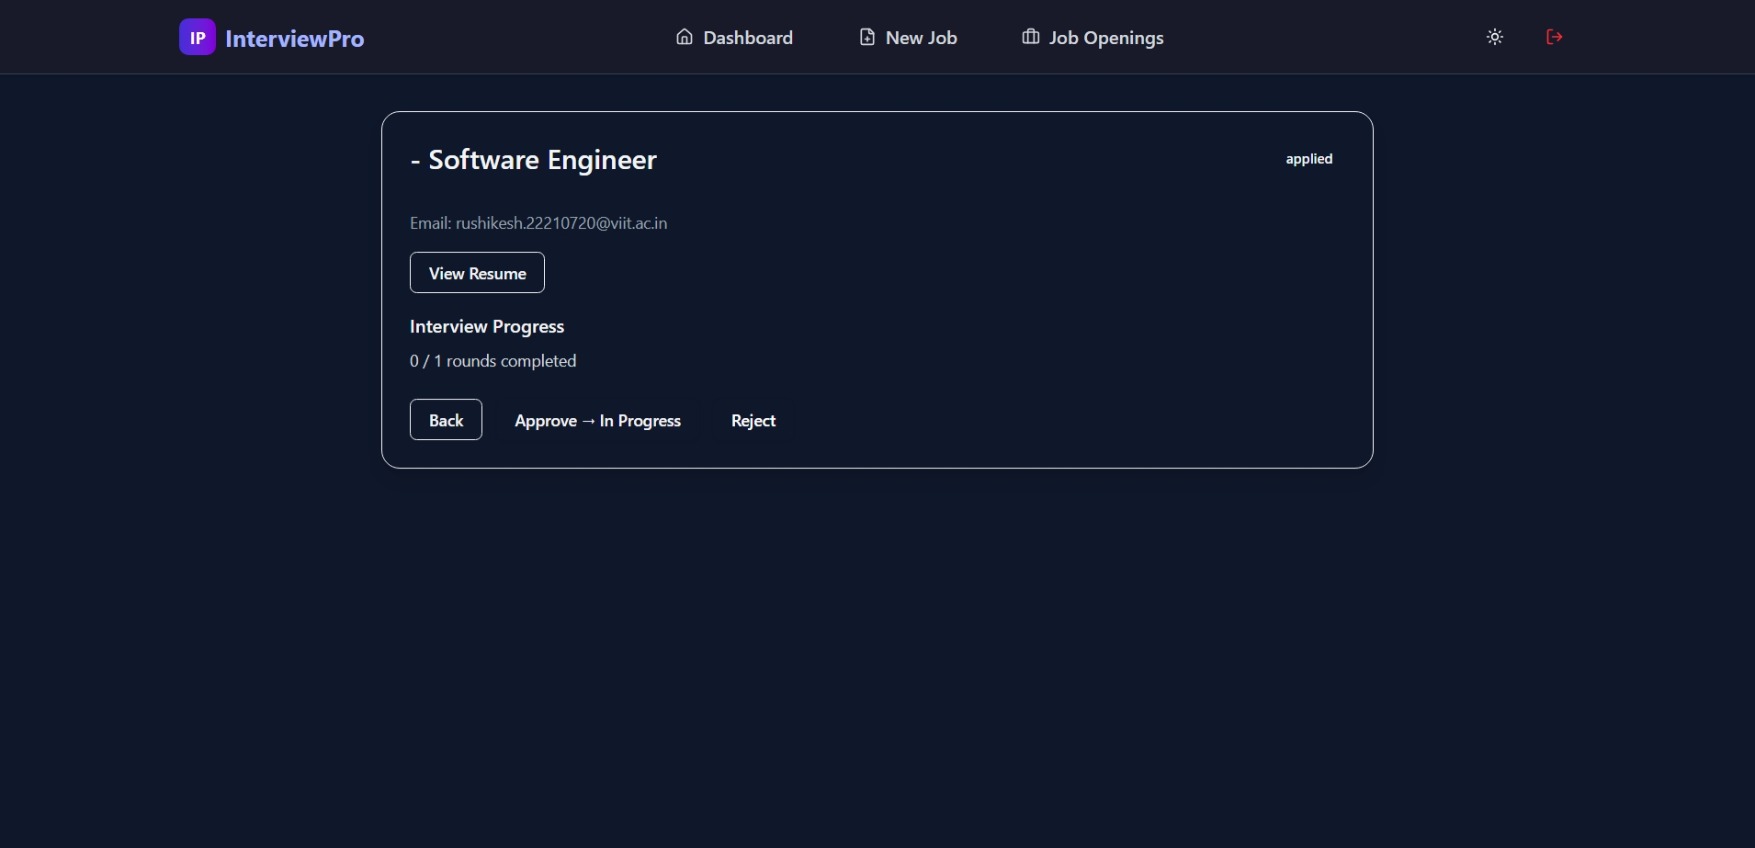 IP InterviewPro Dashboard New Job Job Openings
- Software Engineer applied
Email: rushikesh.22210720@viit.ac.in
View Resume
Interview Progress
0 / 1 rounds completed
Back Approve → In Progress Reject